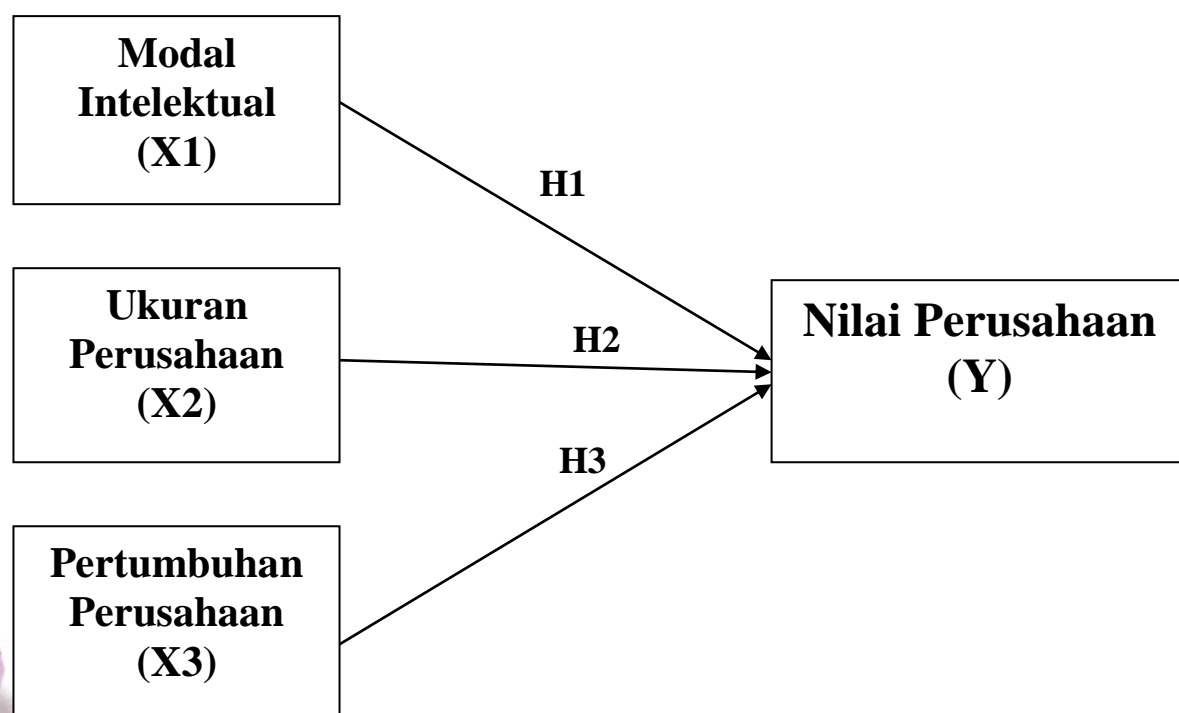 Modal
Intelektual
(X1)
H1
Ukuran
Perusahaan
(X2)
H2
Nilai Perusahaan
(Y)
H3
Pertumbuhan
Perusahaan
(X3)